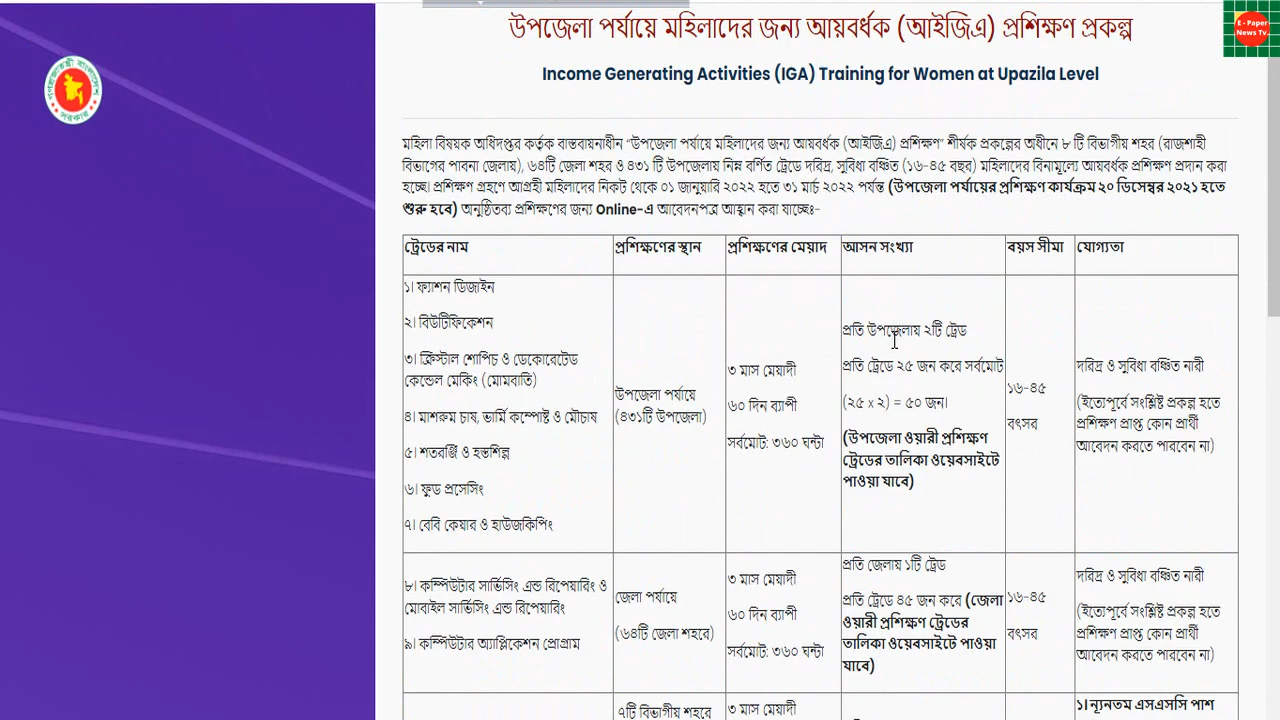 উপজেলা পর্যায়ে মহিলাদের জন্য আয়বর্ধক (আইজিএ) প্রশিক্ষণ প্রকল্প
E - Paper
News Tv.
Income Generating Activities (IGA) Training for Women at Upazila Level
গণপ্রজাতন্ত্রী বাংলাদেশ
সরকার
মহিলা বিষয়ক অধিদপ্তর কর্তৃক বাস্তবায়নাধীন “উপজেলা পর্যায়ে মহিলাদের জন্য আয়বর্ধক (আইজিএ) প্রশিক্ষণ” শীর্ষক প্রকল্পের অধীনে ৮ টি বিভাগীয় শহর (রাজশাহী
বিভাগের পাবনা জেলায়), ৬৪টি জেলা শহর ও ৪৩১ টি উপজেলায় নিম্ন বর্ণিত ট্রেডে দরিদ্র, সুবিধা বঞ্চিত (১৬-৪৫ বছর) মহিলাদের বিনামূল্যে আয়বর্ধক প্রশিক্ষণ প্রদান করা
হচ্ছে। প্রশিক্ষণ গ্রহণে আগ্রহী মহিলাদের নিকট থেকে ০১ জানুয়ারি ২০২২ হতে ৩১ মার্চ ২০২২ পর্যন্ত (উপজেলা পর্যায়ের প্রশিক্ষণ কার্যক্রম ২০ ডিসেম্বর ২০২১ হতে
শুরু হবে) অনুষ্ঠিতব্য প্রশিক্ষণের জন্য Online-এ আবেদনপত্র আহ্বান করা যাচ্ছেঃ-
ট্রেডের নাম
প্রশিক্ষণের স্থান
প্রশিক্ষণের মেয়াদ
আসন সংখ্যা
বয়স সীমা
যোগ্যতা
১। ফ্যাশন ডিজাইন
২। বিউটিফিকেশন
৩। ক্রিস্টাল শোপিচ ও ডেকোরেটেড
কেন্ডেল মেকিং (মোমবাতি)
৪। মাশরুম চাষ, ভার্মি কম্পোষ্ট ও মৌচাষ
৫। শতবর্ঞ্জি ও হস্তশিল্প
৬। ফুড প্রসেসিং
৭। বেবি কেয়ার ও হাউজকিপিং
উপজেলা পর্যায়ে
(৪৩১টি উপজেলা)
৩ মাস মেয়াদী
৬০ দিন ব্যাপী
সর্বমোট: ৩৬০ ঘন্টা
প্রতি উপজেলায় ২টি ট্রেড
প্রতি ট্রেডে ২৫ জন করে সর্বমোট
(২৫ x ২) = ৫০ জন।
(উপজেলা ওয়ারী প্রশিক্ষণ
ট্রেডের তালিকা ওয়েবসাইটে
পাওয়া যাবে)
১৬-৪৫
বৎসর
দরিদ্র ও সুবিধা বঞ্চিত নারী
(ইতোপূর্বে সংশ্লিষ্ট প্রকল্প হতে
প্রশিক্ষণ প্রাপ্ত কোন প্রার্থী
আবেদন করতে পারবেন না)
৮। কম্পিউটার সার্ভিসিং এন্ড রিপেয়ারিং ও
মোবাইল সার্ভিসিং এন্ড রিপেয়ারিং
৯। কম্পিউটার অ্যাপ্লিকেশন প্রোগ্রাম
জেলা পর্যায়ে
(৬৪টি জেলা শহরে)
৩ মাস মেয়াদী
৬০ দিন ব্যাপী
সর্বমোট: ৩৬০ ঘন্টা
প্রতি জেলায় ১টি ট্রেড
প্রতি ট্রেডে ৪৫ জন করে (জেলা
ওয়ারী প্রশিক্ষণ ট্রেডের
তালিকা ওয়েবসাইটে পাওয়া
যাবে)
১৬-৪৫
বৎসর
দরিদ্র ও সুবিধা বঞ্চিত নারী
(ইতোপূর্বে সংশ্লিষ্ট প্রকল্প হতে
প্রশিক্ষণ প্রাপ্ত কোন প্রার্থী
আবেদন করতে পারবেন না)
৭টি বিভাগীয় শহরে
৩ মাস মেয়াদী
১। ন্যূনতম এসএসসি পাশ